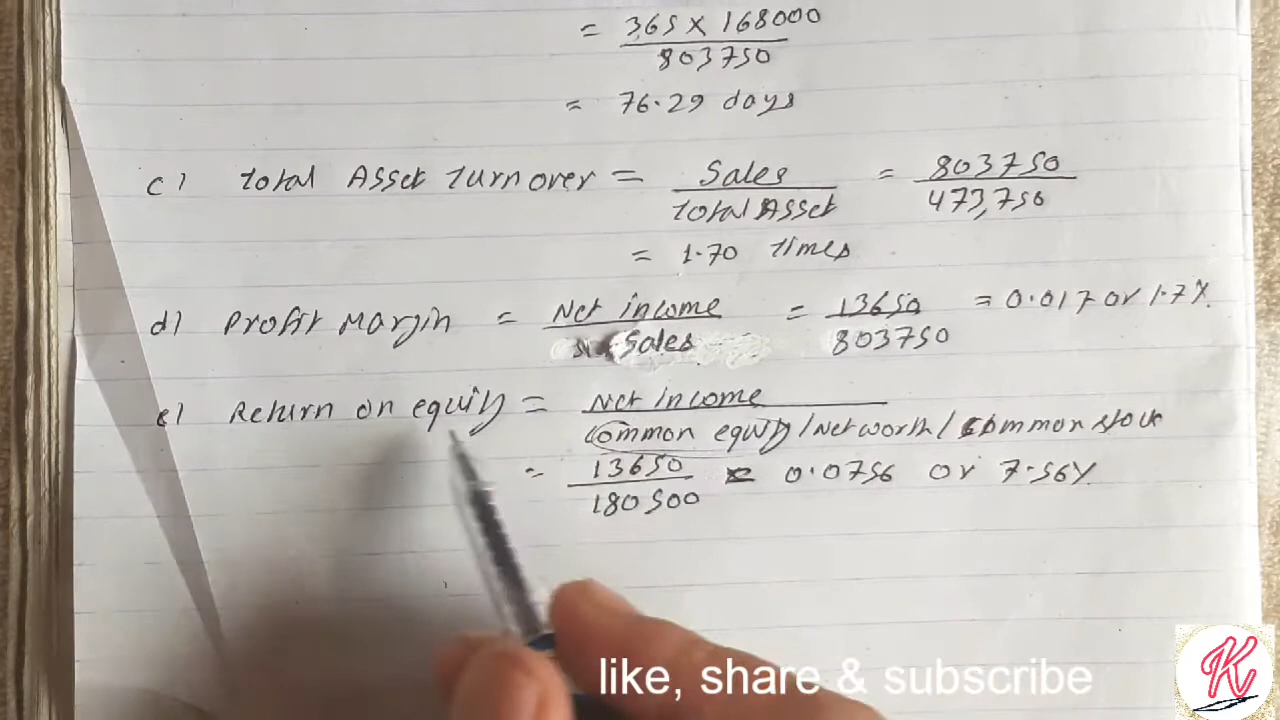 = 365 × 168000
803750
= 76.29 days
c) Total Asset Turnover = Sales = 803750
Total Asset 473,750
= 1.70 Times
d) Profit Margin = Net income = 13650 = 0.017 or 1.7%.
Sales 803750
e) Return on equity = Net income
Common equity/Networth/Common stock
= 13650 = 0.0756 or 7.56%
180500
like, share & subscribe
K